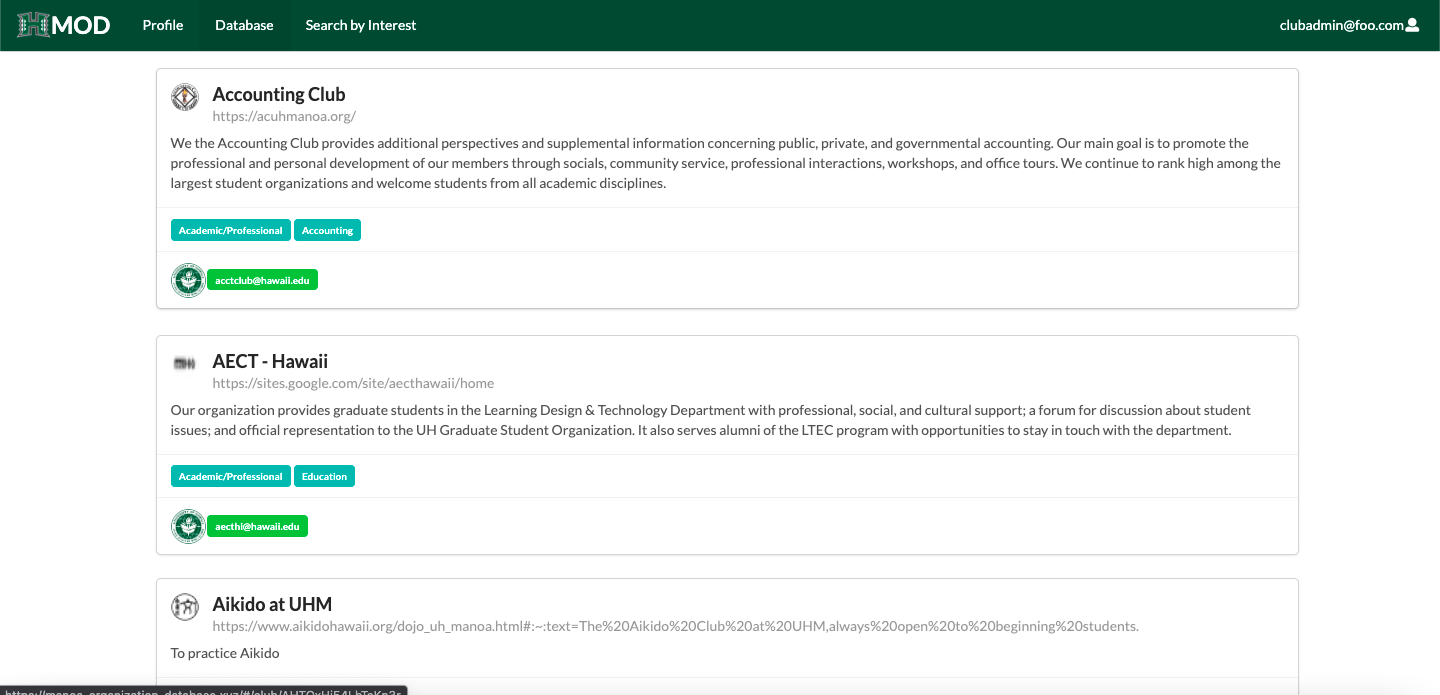 HMOD Profile Database Search by Interest clubadmin@foo.com
Accounting Club
https://acuhmanoa.org/
We the Accounting Club provides additional perspectives and supplemental information concerning public, private, and governmental accounting. Our main goal is to promote the
professional and personal development of our members through socials, community service, professional interactions, workshops, and office tours. We continue to rank high among the
largest student organizations and welcome students from all academic disciplines.
Academic/Professional Accounting
acctclub@hawaii.edu
AECT - Hawaii
https://sites.google.com/site/aecthawaii/home
Our organization provides graduate students in the Learning Design & Technology Department with professional, social, and cultural support; a forum for discussion about student
issues; and official representation to the UH Graduate Student Organization. It also serves alumni of the LTEC program with opportunities to stay in touch with the department.
Academic/Professional Education
aecthi@hawaii.edu
Aikido at UHM
https://www.aikidohawaii.org/dojo_uh_manoa.html#:~:text=The%20Aikido%20Club%20at%20UHM,always%20open%20to%20beginning%20students.
To practice Aikido